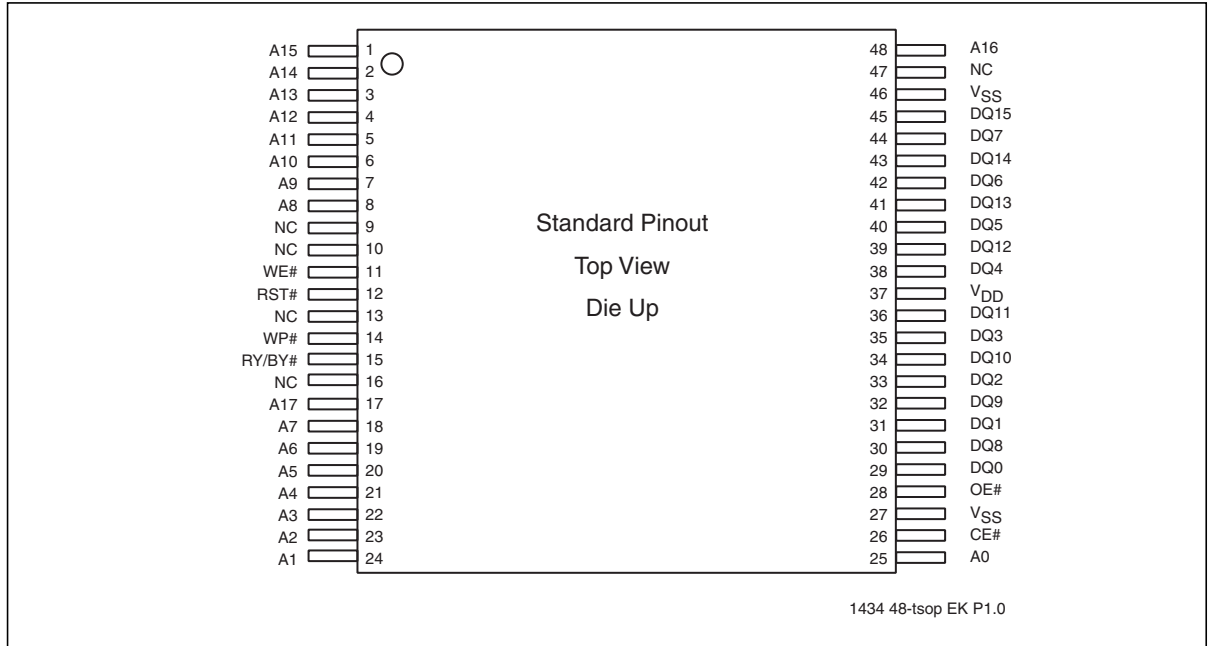 A15 1 48 A16
A14 2 47 NC
A13 3 46 VSS
A12 4 45 DQ15
A11 5 44 DQ7
A10 6 43 DQ14
A9 7 42 DQ6
A8 8 41 DQ13
NC 9 40 DQ5
NC 10 39 DQ12
WE# 11 38 DQ4
RST# 12 37 VDD
NC 13 36 DQ11
WP# 14 35 DQ3
RY/BY# 15 34 DQ10
NC 16 33 DQ2
A17 17 32 DQ9
A7 18 31 DQ1
A6 19 30 DQ8
A5 20 29 DQ0
A4 21 28 OE#
A3 22 27 VSS
A2 23 26 CE#
A1 24 25 A0
Standard Pinout
Top View
Die Up
1434 48-tsop EK P1.0